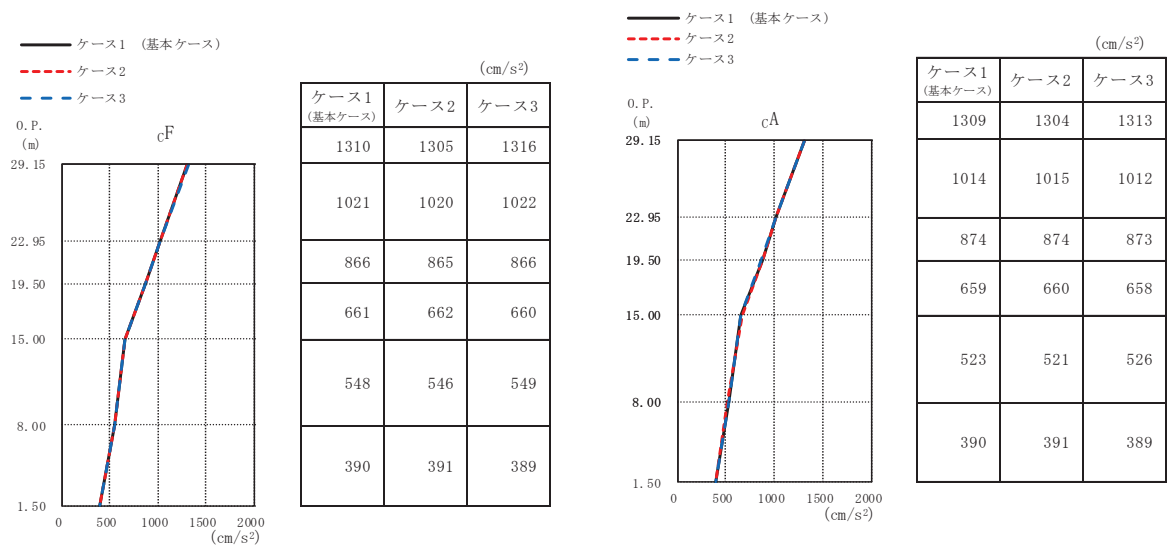 ケース1 (基本ケース)
ケース2
ケース3
(cm/s²)
ケース1 ケース2 ケース3
(基本ケース)
1310 1305 1316
1021 1020 1022
866 865 866
661 662 660
548 546 549
390 391 389
O.P.
(m)
cF
29.15
22.95
19.50
15.00
8.00
1.50
0 500 1000 1500 2000
(cm/s²)
ケース1 (基本ケース)
ケース2
ケース3
(cm/s²)
ケース1 ケース2 ケース3
(基本ケース)
1309 1304 1313
1014 1015 1012
874 874 873
659 660 658
523 521 526
390 391 389
O.P.
(m)
cA
29.15
22.95
19.50
15.00
8.00
1.50
0 500 1000 1500 2000
(cm/s²)